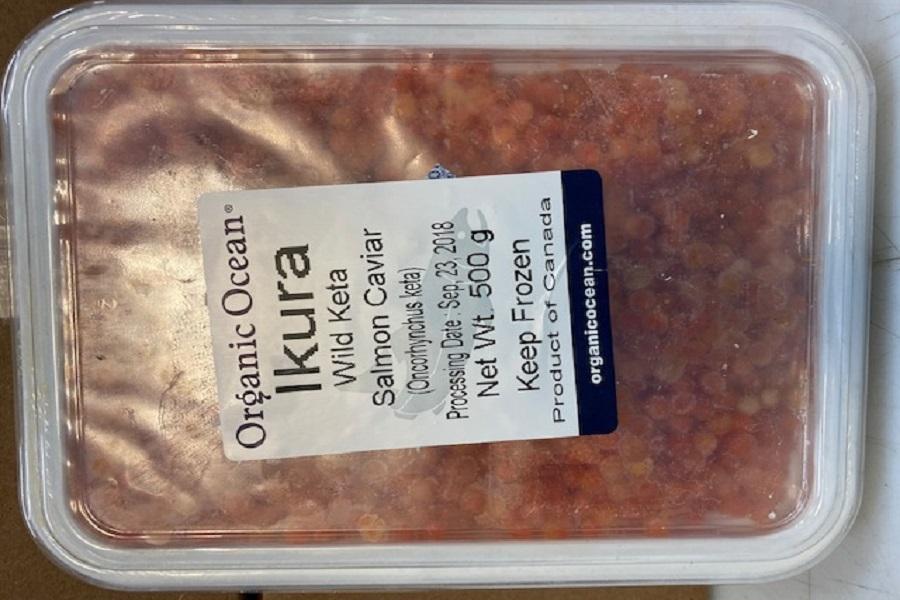 Organic Ocean®
Ikura
Wild Keta
Salmon Caviar
(Oncorhynchus keta)
Processing Date : Sep, 23, 2018
Net Wt. 500 g
Keep Frozen
Product of Canada
organicocean.com